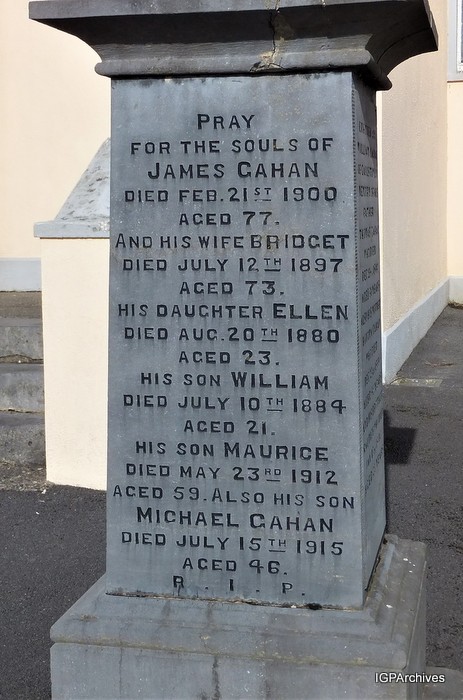 PRAY
FOR THE SOULS OF
JAMES GAHAN
DIED FEB. 21ST 1900
AGED 77.
AND HIS WIFE BRIDGET
DIED JULY 12TH 1897
AGED 73.
HIS DAUGHTER ELLEN
DIED AUG. 20TH 1880
AGED 23.
HIS SON WILLIAM
DIED JULY 10TH 1884
AGED 21.
HIS SON MAURICE
DIED MAY 23RD 1912
AGED 59. ALSO HIS SON
MICHAEL GAHAN
DIED JULY 15TH 1915
AGED 46.
R. I. P.
IGPArchives